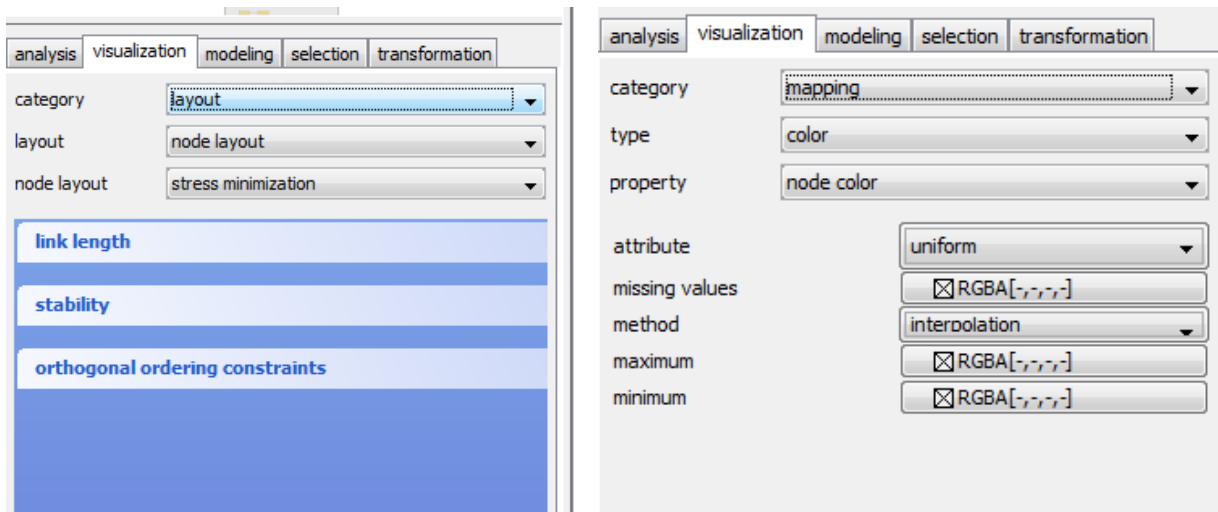 analysis visualization modeling selection transformation
category layout
layout node layout
node layout stress minimization
link length
stability
orthogonal ordering constraints
analysis visualization modeling selection transformation
category mapping
type color
property node color
attribute uniform
missing values RGBA[-,-,-,-]
method interpolation
maximum RGBA[-,-,-,-]
minimum RGBA[-,-,-,-]